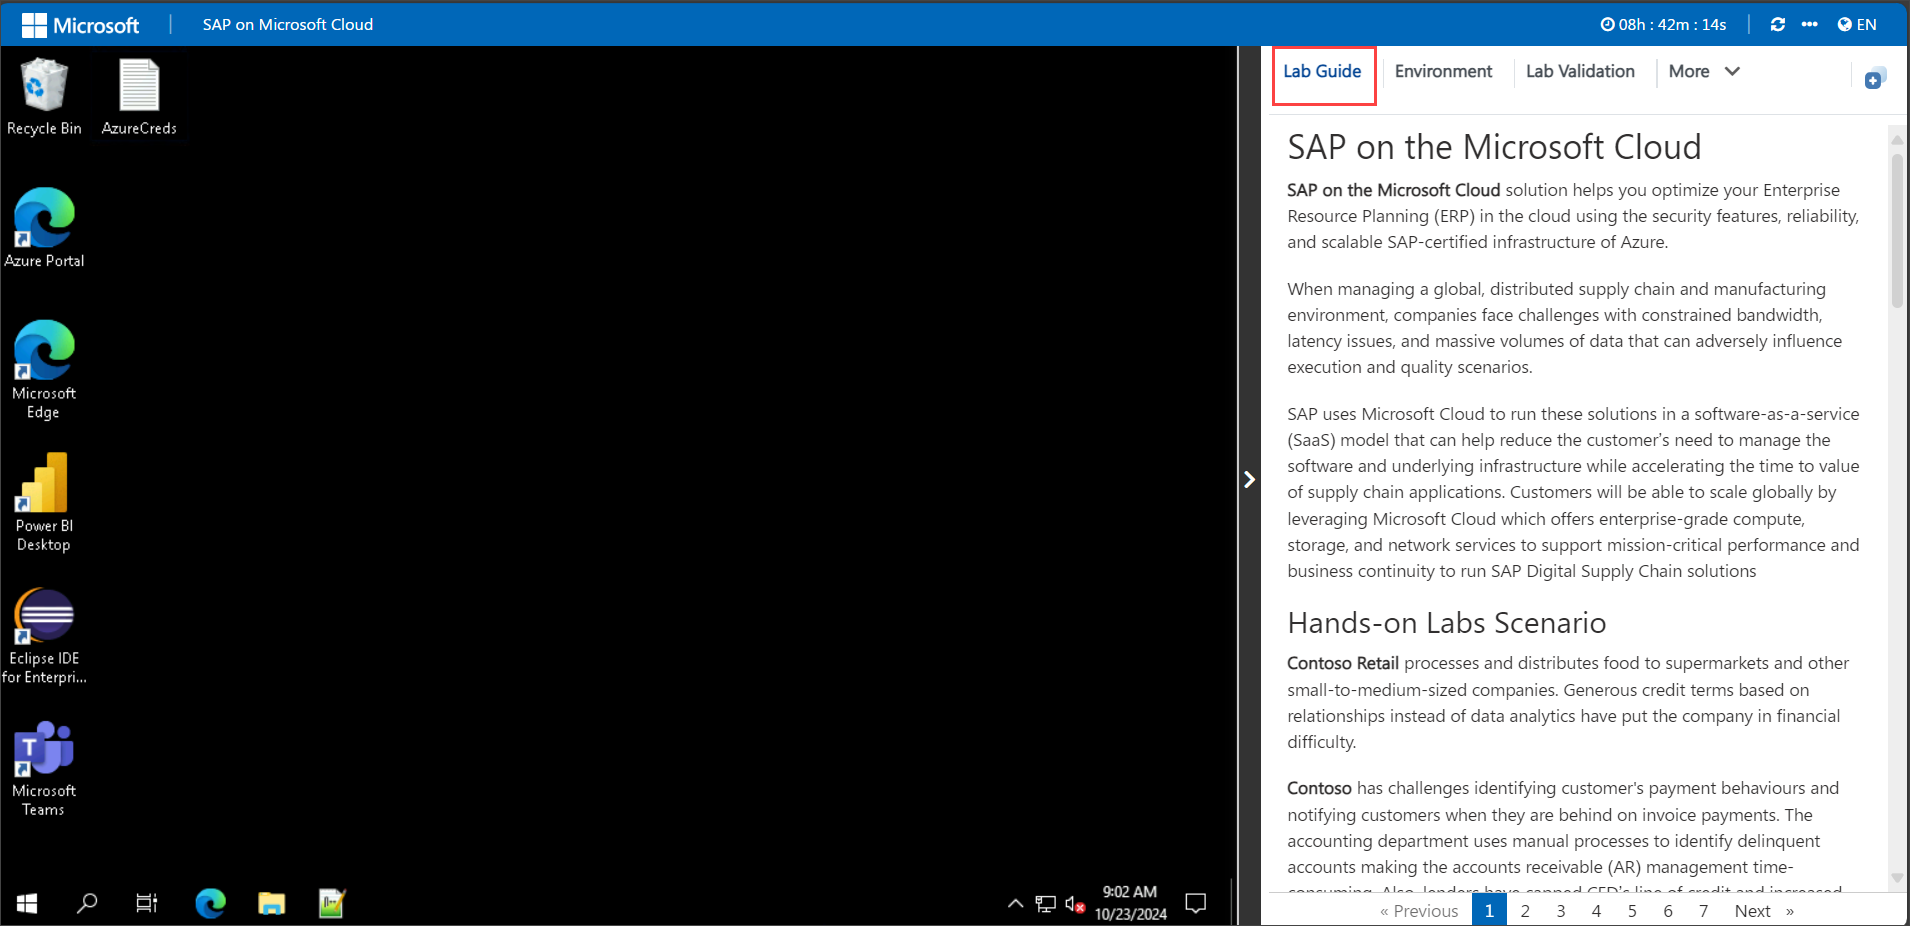 Microsoft
SAP on Microsoft Cloud
08h : 42m : 14s
EN
Recycle Bin
AzureCreds
Azure Portal
Microsoft
Edge
Power BI
Desktop
Eclipse IDE
for Enterpri...
Microsoft
Teams
9:02 AM
10/23/2024
Lab Guide
Environment
Lab Validation
More
SAP on the Microsoft Cloud
SAP on the Microsoft Cloud solution helps you optimize your Enterprise
Resource Planning (ERP) in the cloud using the security features, reliability,
and scalable SAP-certified infrastructure of Azure.
When managing a global, distributed supply chain and manufacturing
environment, companies face challenges with constrained bandwidth,
latency issues, and massive volumes of data that can adversely influence
execution and quality scenarios.
SAP uses Microsoft Cloud to run these solutions in a software-as-a-service
(SaaS) model that can help reduce the customer's need to manage the
software and underlying infrastructure while accelerating the time to value
of supply chain applications. Customers will be able to scale globally by
leveraging Microsoft Cloud which offers enterprise-grade compute,
storage, and network services to support mission-critical performance and
business continuity to run SAP Digital Supply Chain solutions
Hands-on Labs Scenario
Contoso Retail processes and distributes food to supermarkets and other
small-to-medium-sized companies. Generous credit terms based on
relationships instead of data analytics have put the company in financial
difficulty.
Contoso has challenges identifying customer's payment behaviours and
notifying customers when they are behind on invoice payments. The
accounting department uses manual processes to identify delinquent
accounts making the accounts receivable (AR) management time-
consuming. Also, lenders have capped CFD's line of credit and increased
« Previous 1 2 3 4 5 6 7 Next »